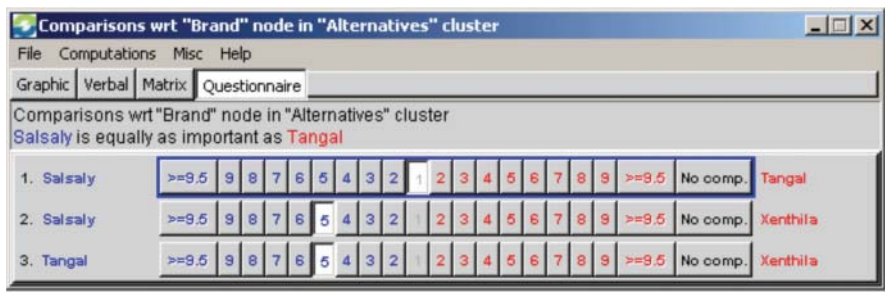 Comparisons wrt "Brand" node in "Alternatives" cluster
File Computations Misc Help
Graphic Verbal Matrix Questionnaire
Comparisons wrt "Brand" node in "Alternatives" cluster
Salsaly is equally as important as Tangal
1. Salsaly >=9.5 9 8 7 6 5 4 3 2 1 2 3 4 5 6 7 8 9 >=9.5 No comp. Tangal
2. Salsaly >=9.5 9 8 7 6 5 4 3 2 1 2 3 4 5 6 7 8 9 >=9.5 No comp. Xenthila
3. Tangal >=9.5 9 8 7 6 5 4 3 2 1 2 3 4 5 6 7 8 9 >=9.5 No comp. Xenthila